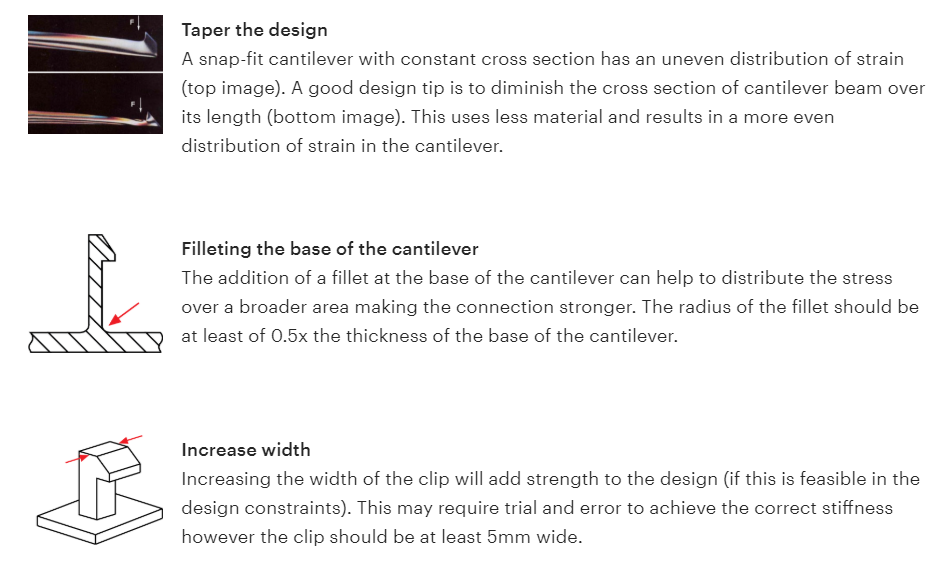 F
F
Taper the design
A snap-fit cantilever with constant cross section has an uneven distribution of strain
(top image). A good design tip is to diminish the cross section of cantilever beam over
its length (bottom image). This uses less material and results in a more even
distribution of strain in the cantilever.
Filleting the base of the cantilever
The addition of a fillet at the base of the cantilever can help to distribute the stress
over a broader area making the connection stronger. The radius of the fillet should be
at least of 0.5x the thickness of the base of the cantilever.
Increase width
Increasing the width of the clip will add strength to the design (if this is feasible in the
design constraints). This may require trial and error to achieve the correct stiffness
however the clip should be at least 5mm wide.